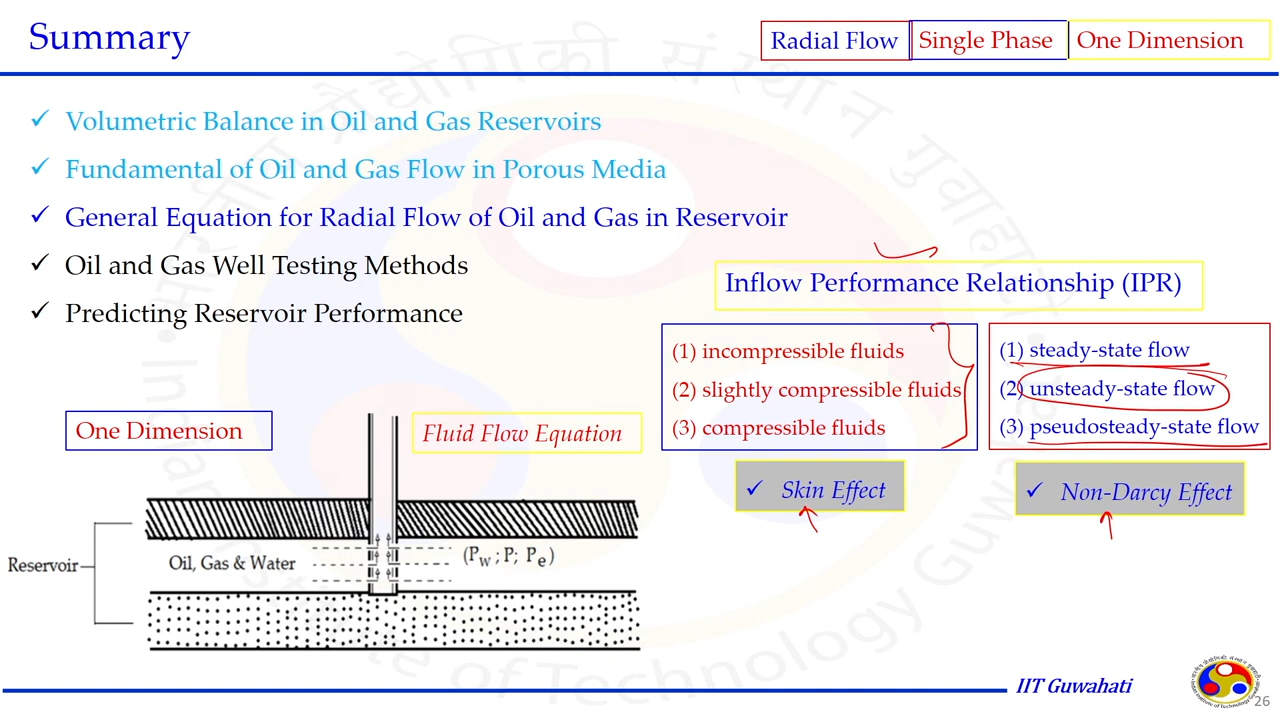 Summary
Radial Flow Single Phase One Dimension
✓ Volumetric Balance in Oil and Gas Reservoirs
✓ Fundamental of Oil and Gas Flow in Porous Media
✓ General Equation for Radial Flow of Oil and Gas in Reservoir
✓ Oil and Gas Well Testing Methods
✓ Predicting Reservoir Performance
Inflow Performance Relationship (IPR)
(1) incompressible fluids
(2) slightly compressible fluids
(3) compressible fluids
(1) steady-state flow
(2) unsteady-state flow
(3) pseudosteady-state flow
✓ Skin Effect
✓ Non-Darcy Effect
One Dimension
Fluid Flow Equation
Reservoir
Oil, Gas & Water
(Pw ; P; Pe)
IIT Guwahati
26